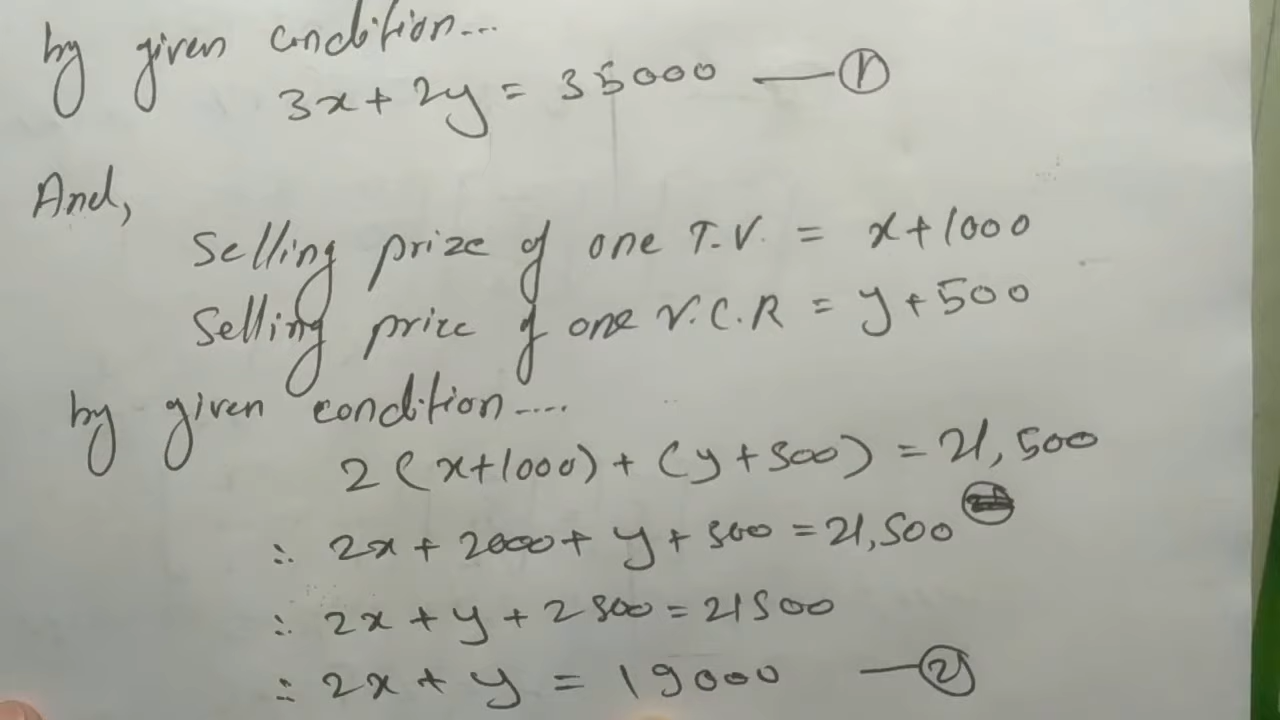 by given condition...
3x + 2y = 35000 — ①
And,
Selling prize of one T.V. = x+1000
Selling price of one V.C.R = y + 500
by given condition....
2 (x+1000) + (y + 500) = 21,500
∴ 2x + 2000 + y + 500 = 21,500
∴ 2x + y + 2500 = 21500
∴ 2x + y = 19000 — ②